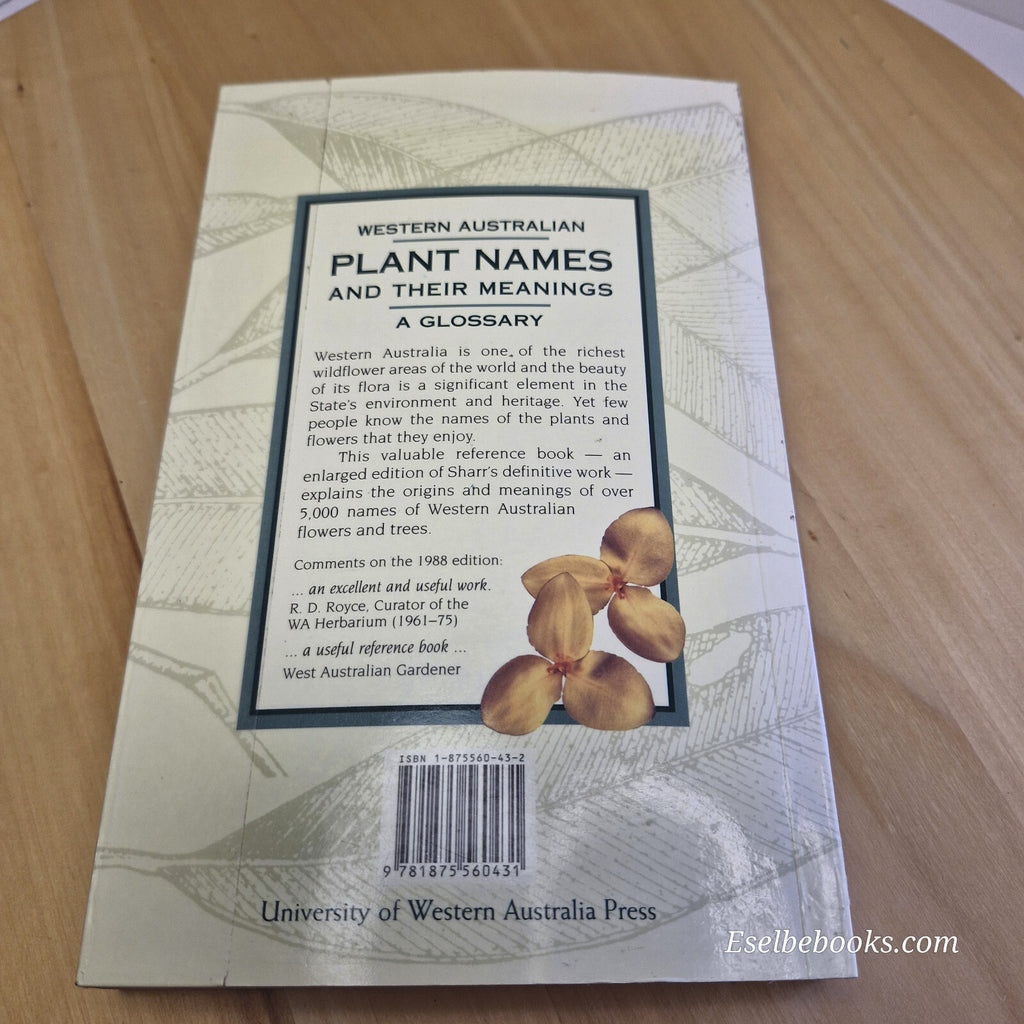 WESTERN AUSTRALIAN
PLANT NAMES
AND THEIR MEANINGS
A GLOSSARY
Western Australia is one of the richest
wildflower areas of the world and the beauty
of its flora is a significant element in the
State's environment and heritage. Yet few
people know the names of the plants and
flowers that they enjoy.
This valuable reference book — an
enlarged edition of Sharr's definitive work —
explains the origins and meanings of over
5,000 names of Western Australian
flowers and trees.
Comments on the 1988 edition:
... an excellent and useful work.
R. D. Royce, Curator of the
WA Herbarium (1961–75)
... a useful reference book ...
West Australian Gardener
ISBN 1-875560-43-2
9 781875 560431
University of Western Australia Press
Eselbebooks.com